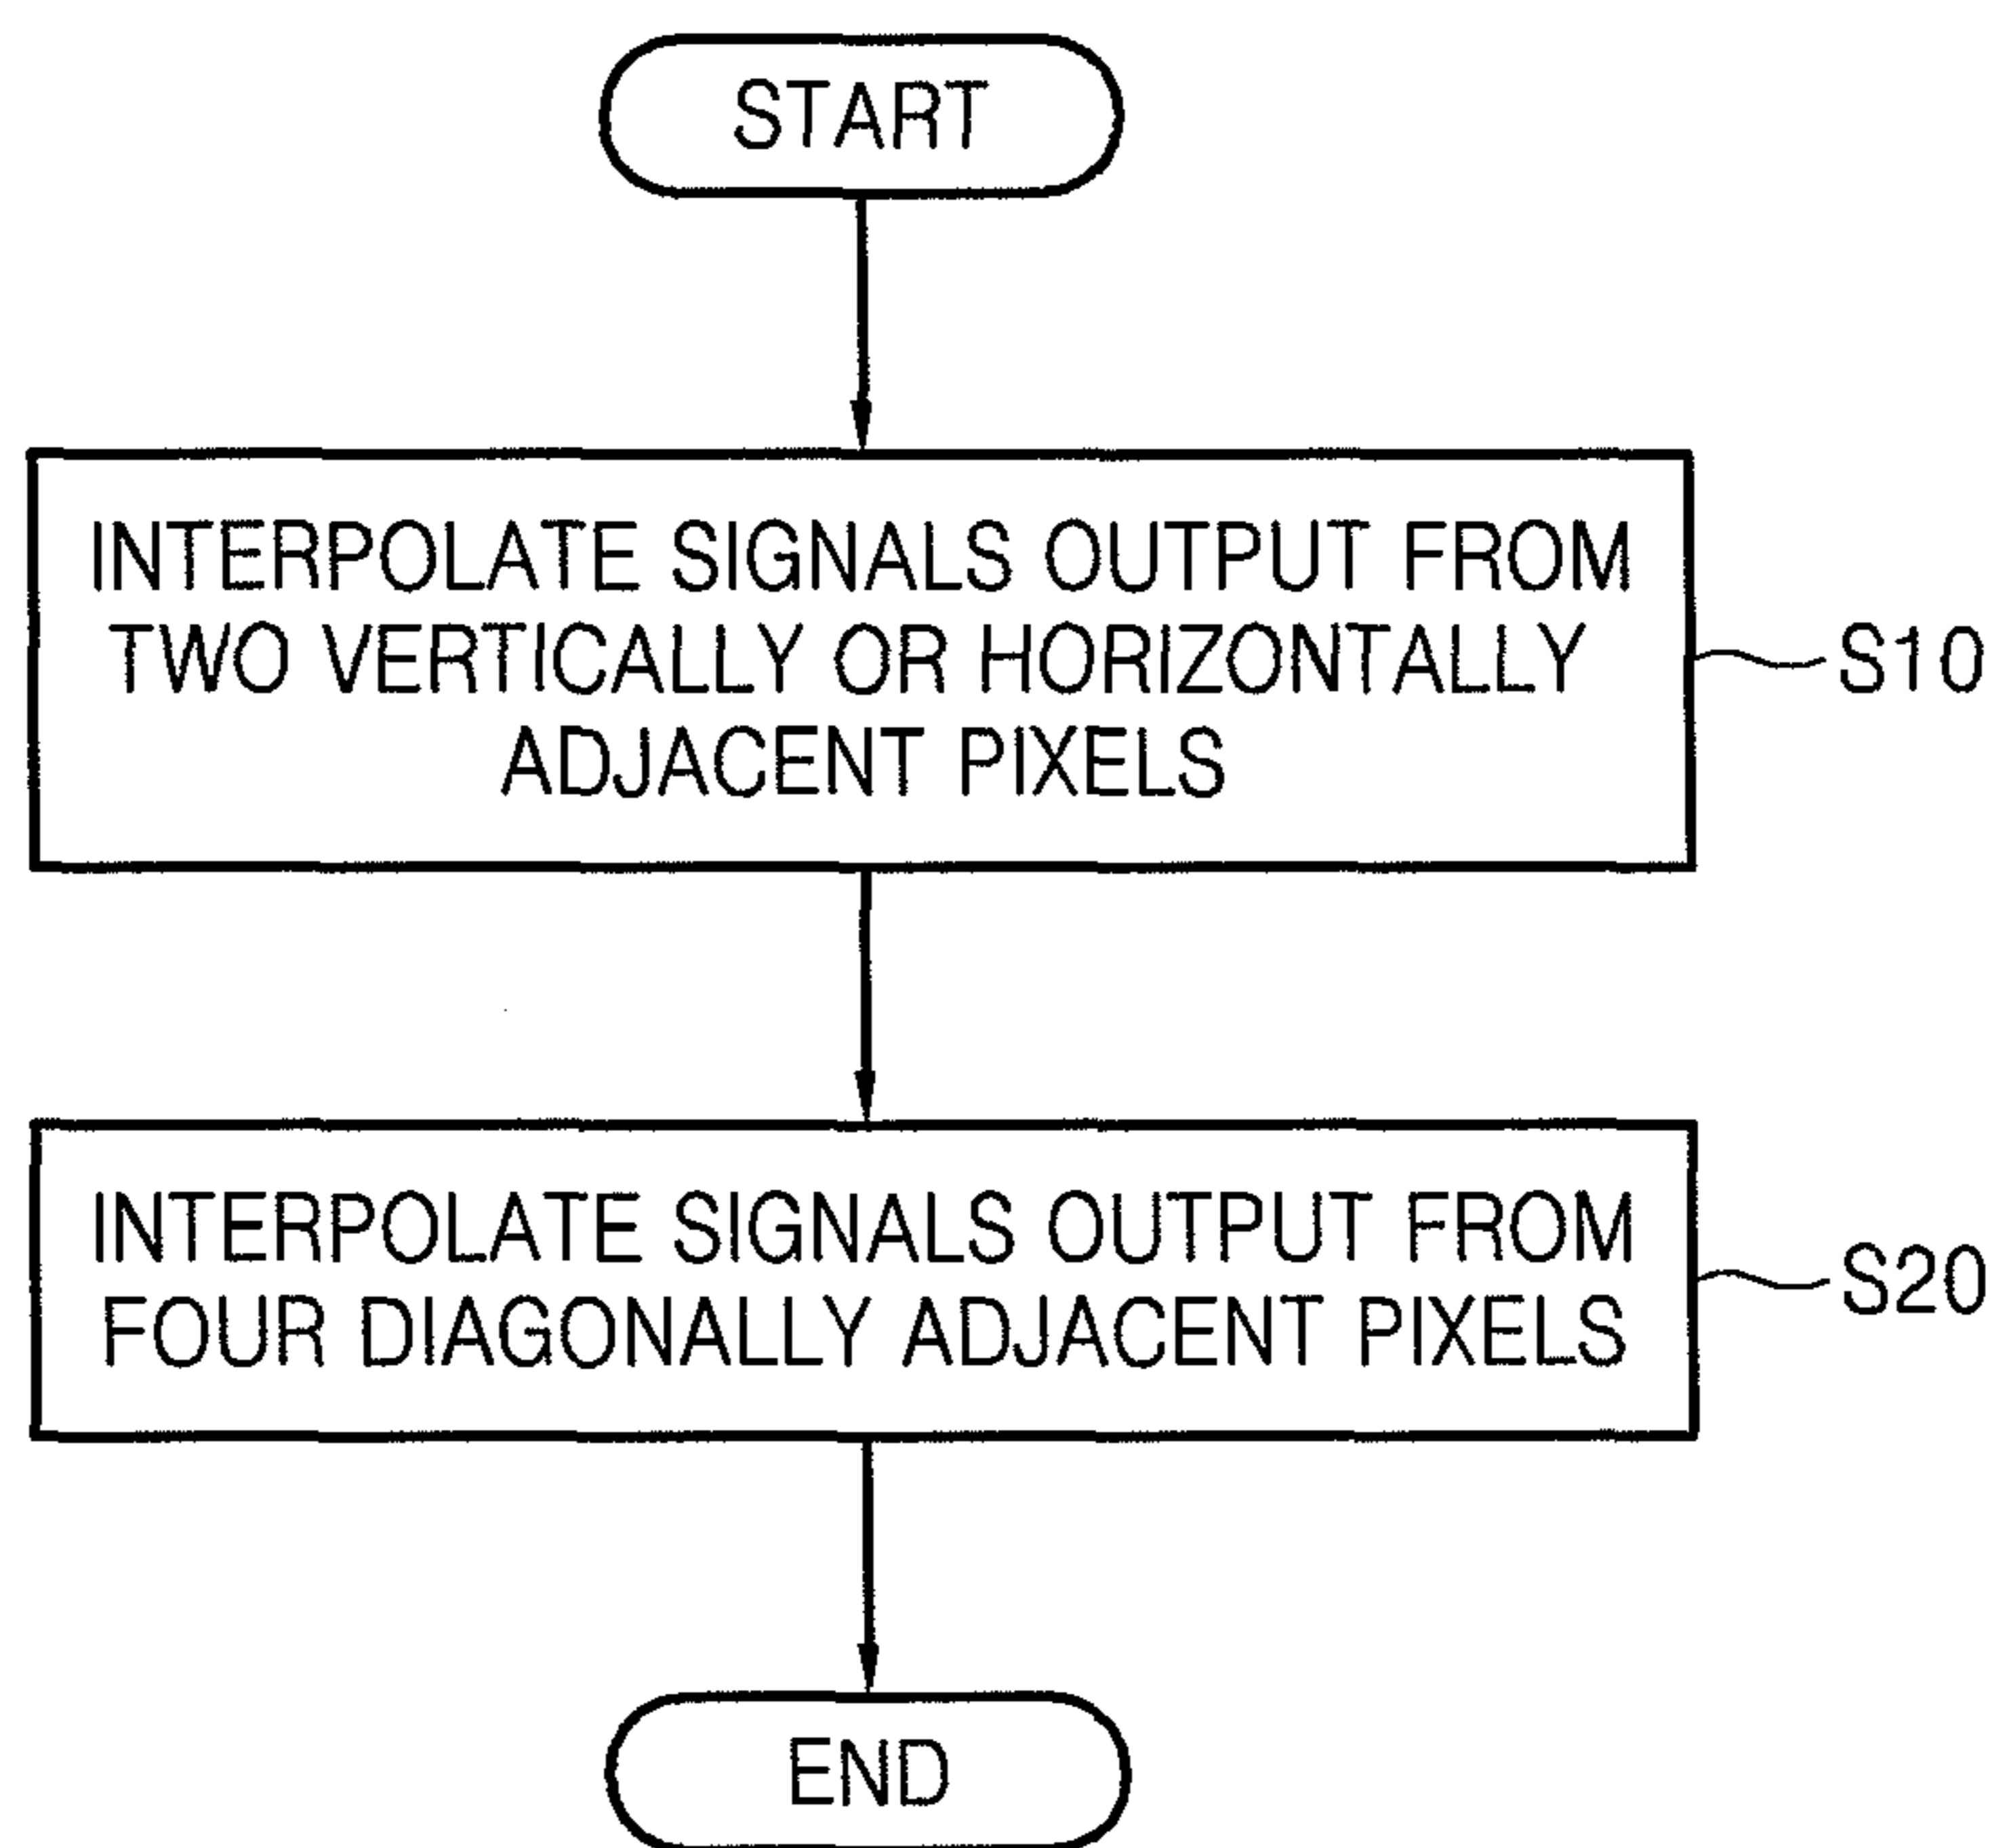 START
INTERPOLATE SIGNALS OUTPUT FROM
TWO VERTICALLY OR HORIZONTALLY
ADJACENT PIXELS
S10
INTERPOLATE SIGNALS OUTPUT FROM
FOUR DIAGONALLY ADJACENT PIXELS
S20
END